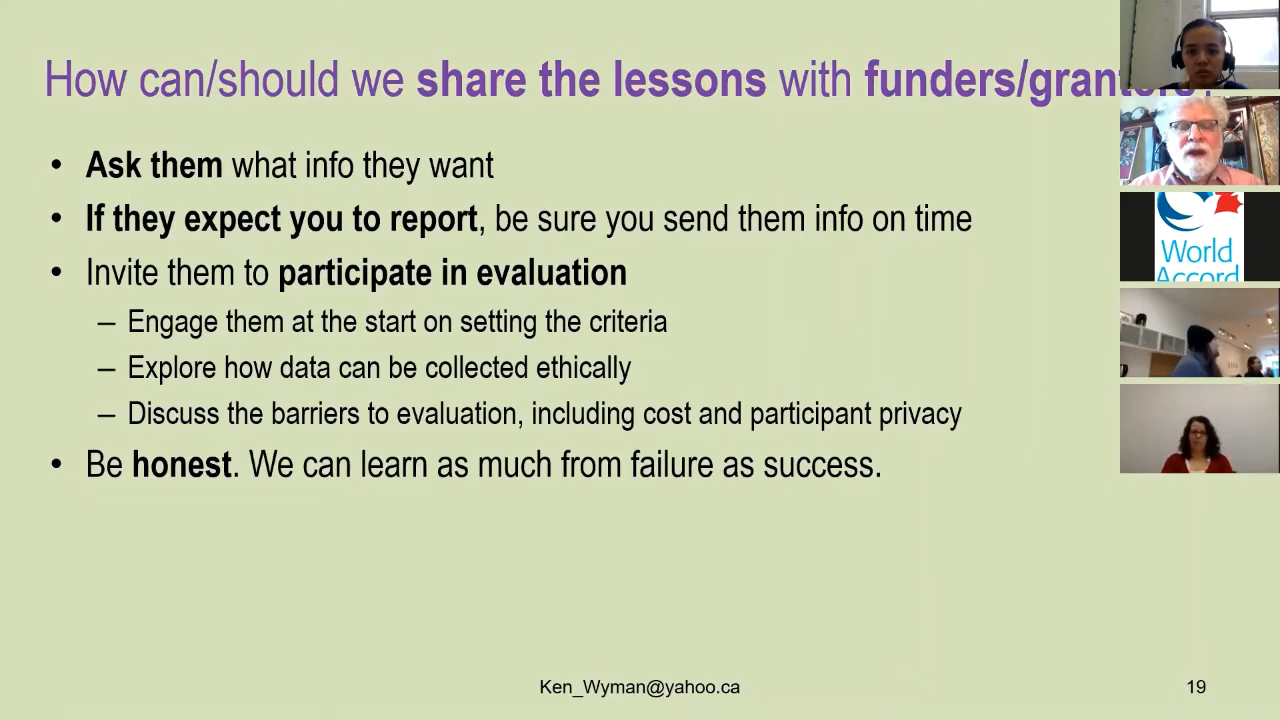 How can/should we share the lessons with funders/grantors?
• Ask them what info they want
• If they expect you to report, be sure you send them info on time
• Invite them to participate in evaluation
– Engage them at the start on setting the criteria
– Explore how data can be collected ethically
– Discuss the barriers to evaluation, including cost and participant privacy
• Be honest. We can learn as much from failure as success.
World
Accord
Ken_Wyman@yahoo.ca
19